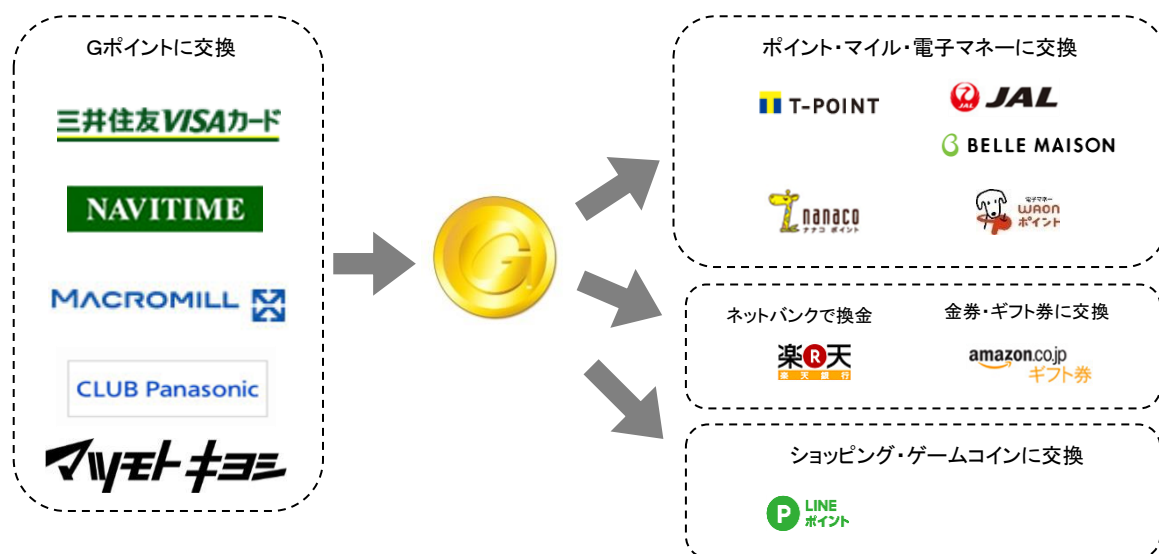 Gポイントに交換
三井住友VISAカード
NAVITIME
MACROMILL
CLUB Panasonic
マツモトキヨシ
G.
ポイント・マイル・電子マネーに交換
T-POINT
JAL
JAL
BELLE MAISON
nanaco
ナナコ ポイント
電子マネー
WAON
ポイント
ネットバンクで換金
楽R天
楽天銀行
金券・ギフト券に交換
amazon.co.jp
ギフト券
ショッピング・ゲームコインに交換
P
LINE
ポイント